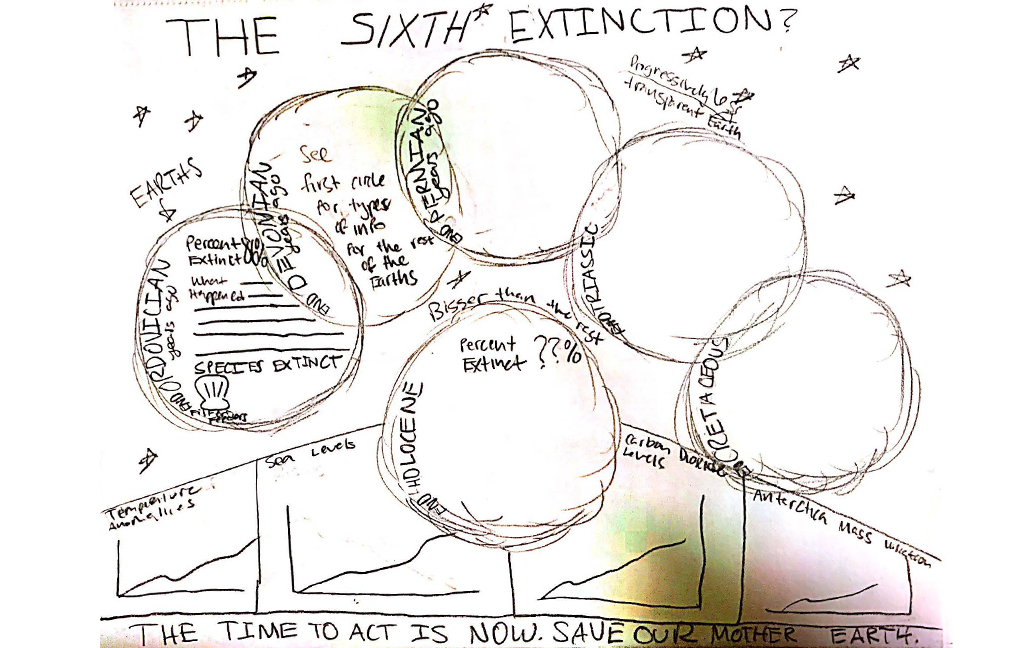 THE SIXTH* EXTINCTION?
Progressively less
transparent Earth
EARTHS
END DEVONIAN
years ago
See
first circle
for types
of info
for the rest
of the
Earths
END PERMIAN
years ago
END TRIASSIC
END ORDOVICIAN
years ago
Percent
Extinct
What
Happened
SPECIES EXTINCT
Bigger than the rest
Percent
Extinct ??%
END HOLOCENE
END CRETACEOUS
Temperature
Anomalies
Sea Levels
Carbon Dioxide
Levels
Antarctica Mass Variation
THE TIME TO ACT IS NOW. SAVE OUR MOTHER EARTH.